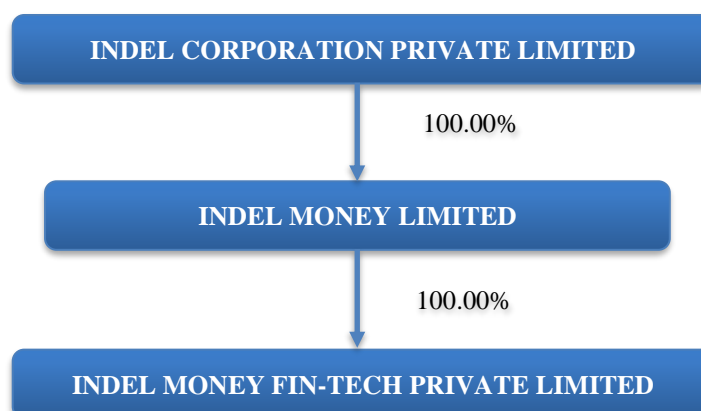 INDEL CORPORATION PRIVATE LIMITED
100.00%
INDEL MONEY LIMITED
100.00%
INDEL MONEY FIN-TECH PRIVATE LIMITED